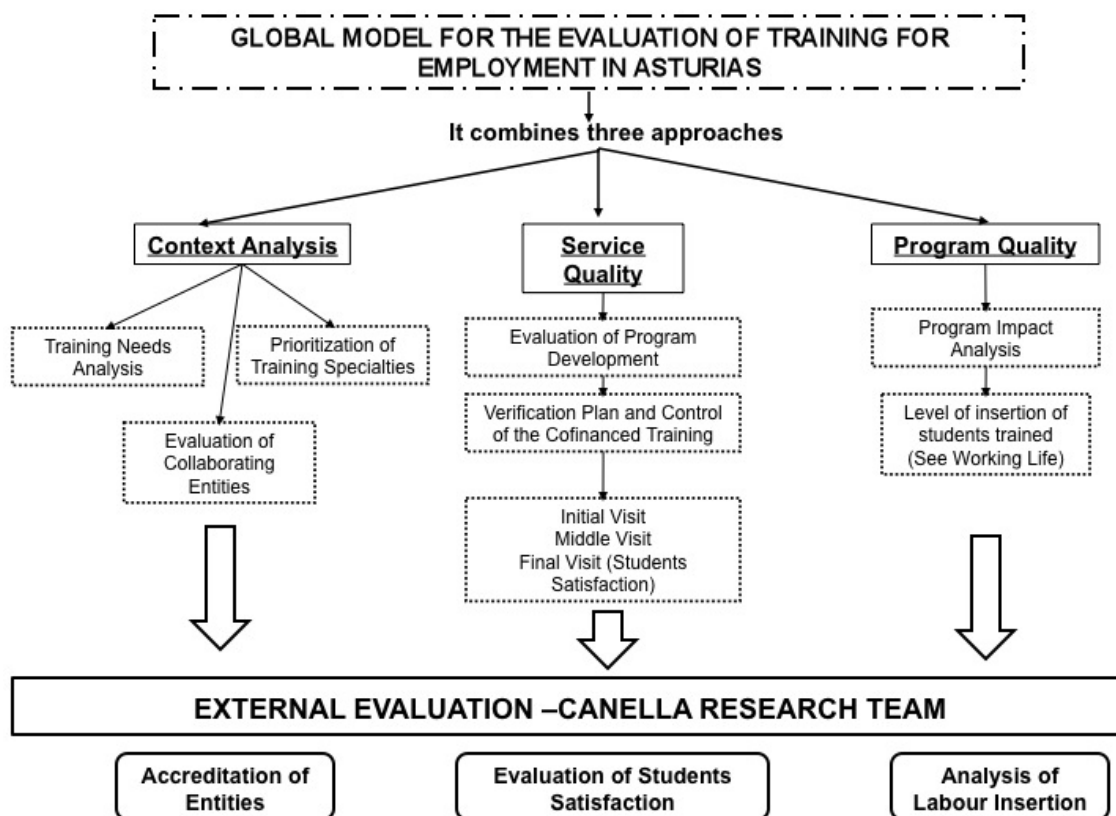 GLOBAL MODEL FOR THE EVALUATION OF TRAINING FOR
EMPLOYMENT IN ASTURIAS
It combines three approaches
Context Analysis
Service
Quality
Program Quality
Training Needs
Analysis
Prioritization of
Training Specialties
Evaluation of
Collaborating
Entities
Evaluation of Program
Development
Verification Plan and Control
of the Cofinanced Training
Initial Visit
Middle Visit
Final Visit (Students
Satisfaction)
Program Impact
Analysis
Level of insertion of
students trained
(See Working Life)
EXTERNAL EVALUATION –CANELLA RESEARCH TEAM
Accreditation of
Entities
Evaluation of Students
Satisfaction
Analysis of
Labour Insertion